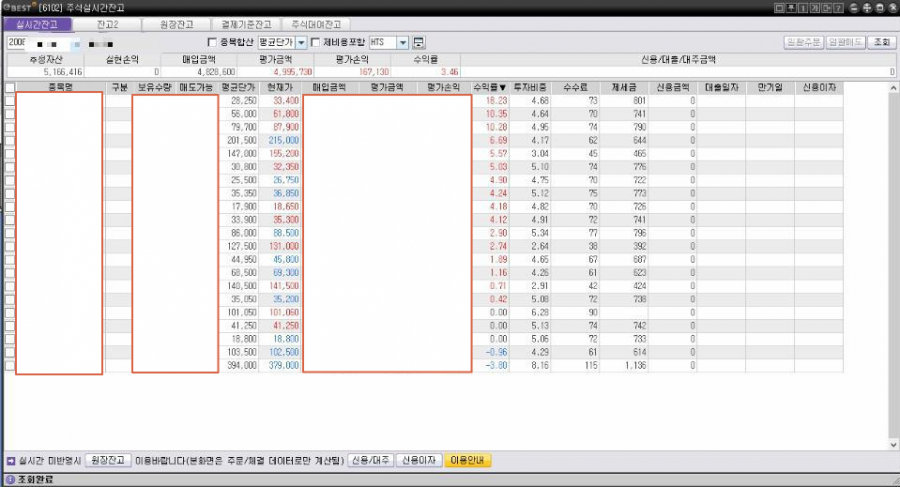 eBEST [6102] 주식실시간잔고
실시간잔고 잔고2 원장잔고 결제기준잔고 주식대여잔고
종목합산 평균단가 제비용포함 HTS 일괄주문 일괄매도 조회
추정자산 실현손익 매입금액 평가금액 평가손익 수익률 신용/대출/대주금액
5,166,416 0 4,828,600 4,995,730 167,130 3.46 0
종목명 구분 보유수량 매도가능 평균단가 현재가 매입금액 평가금액 평가손익 수익률▼ 투자비중 수수료 제세금 신용금액 대출일자 만기일 신용이자
28,250 33,400 18.23 4.68 73 801 0
56,000 61,800 10.35 4.64 70 741 0
79,700 87,900 10.28 4.95 74 790 0
201,500 215,000 6.69 4.17 62 644 0
147,000 155,200 5.57 3.04 45 465 0
30,800 32,350 5.03 5.10 74 776 0
25,500 26,750 4.90 4.75 70 722 0
35,350 36,850 4.24 5.12 75 773 0
17,900 18,650 4.18 4.82 70 726 0
33,900 35,300 4.12 4.91 72 741 0
86,000 88,500 2.90 5.34 77 796 0
127,500 131,000 2.74 2.64 38 392 0
44,950 45,800 1.89 4.65 67 687 0
68,500 69,300 1.16 4.26 61 623 0
140,500 141,500 0.71 2.91 42 424 0
35,050 35,200 0.42 5.08 72 738 0
101,050 101,060 0.00 6.28 90 0
41,250 41,250 0.00 5.13 74 742 0
18,800 18,800 0.00 5.06 72 733 0
103,500 102,500 -0.96 4.29 61 614 0
394,000 379,000 -3.80 8.16 115 1,136 0
실시간 미반영시 원장잔고 이용바랍니다(본화면은 주문/체결 데이터로만 계산됨) 신용/대주 신용이자 이용안내
조회완료